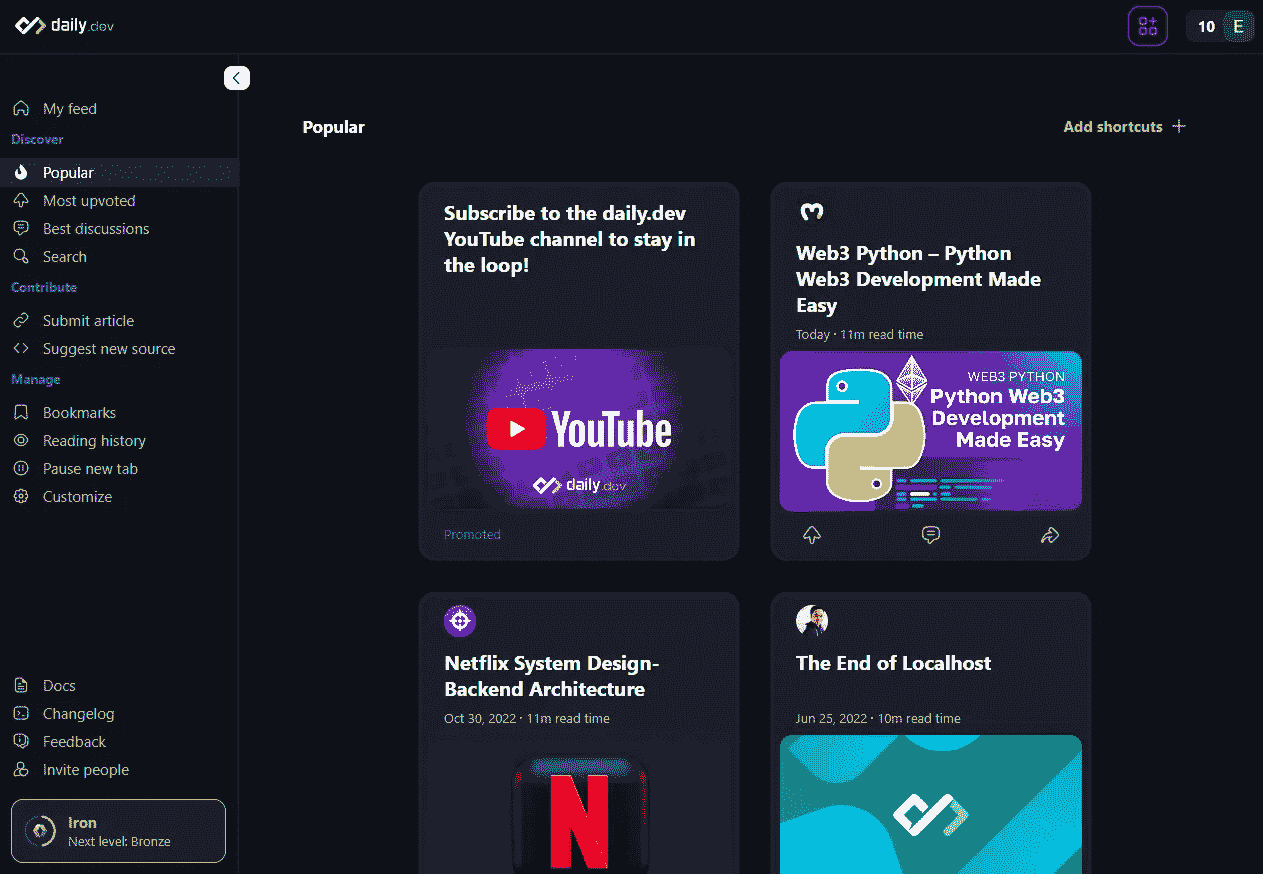 daily.dev
10 E
My feed
Discover
Popular
Most upvoted
Best discussions
Search
Contribute
Submit article
Suggest new source
Manage
Bookmarks
Reading history
Pause new tab
Customize
Docs
Changelog
Feedback
Invite people
Iron
Next level: Bronze
Popular
Add shortcuts
Subscribe to the daily.dev
YouTube channel to stay in
the loop!
YouTube
daily.dev
Promoted
Web3 Python – Python
Web3 Development Made
Easy
Today · 11m read time
WEB3 PYTHON
Python Web3
Development
Made Easy
Netflix System Design-
Backend Architecture
Oct 30, 2022 · 11m read time
N
The End of Localhost
Jun 25, 2022 · 10m read time